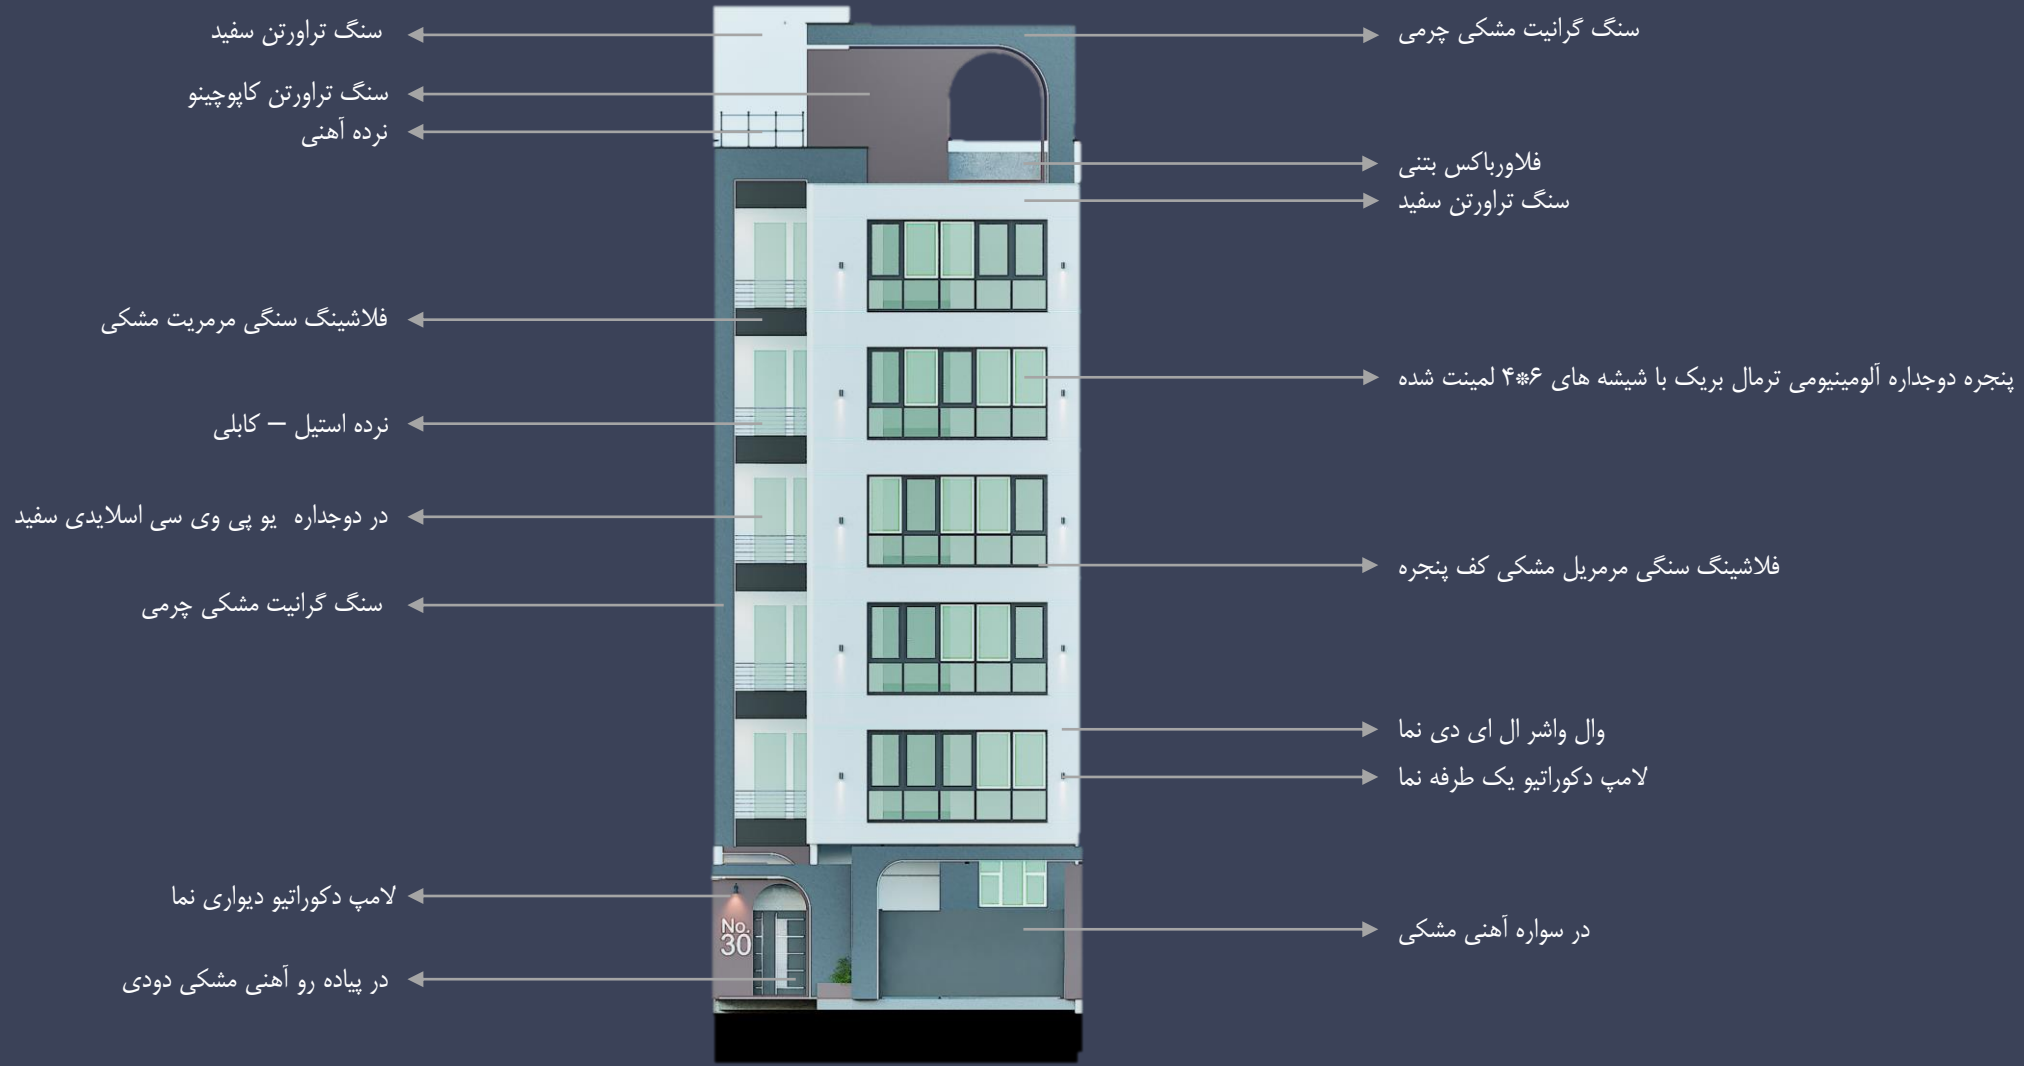 سنگ گرانیت مشکی چرمی
فلاورباکس بتنی
سنگ تراورتن سفید
پنجره دوجداره آلومینیومی ترمال بریک با شیشه های ۶*۴ لمینت شده
فلاشینگ سنگی مرمریل مشکی کف پنجره
وال واشر ال ای دی نما
لامپ دکوراتیو یک طرفه نما
در سواره آهنی مشکی
سنگ تراورتن سفید
سنگ تراورتن کاپوچینو
نرده آهنی
فلاشینگ سنگی مرمریت مشکی
نرده استیل – کابلی
در دوجداره  یو پی وی سی اسلایدی سفید
سنگ گرانیت مشکی چرمی
لامپ دکوراتیو دیواری نما
در پیاده رو آهنی مشکی دودی
No.
30